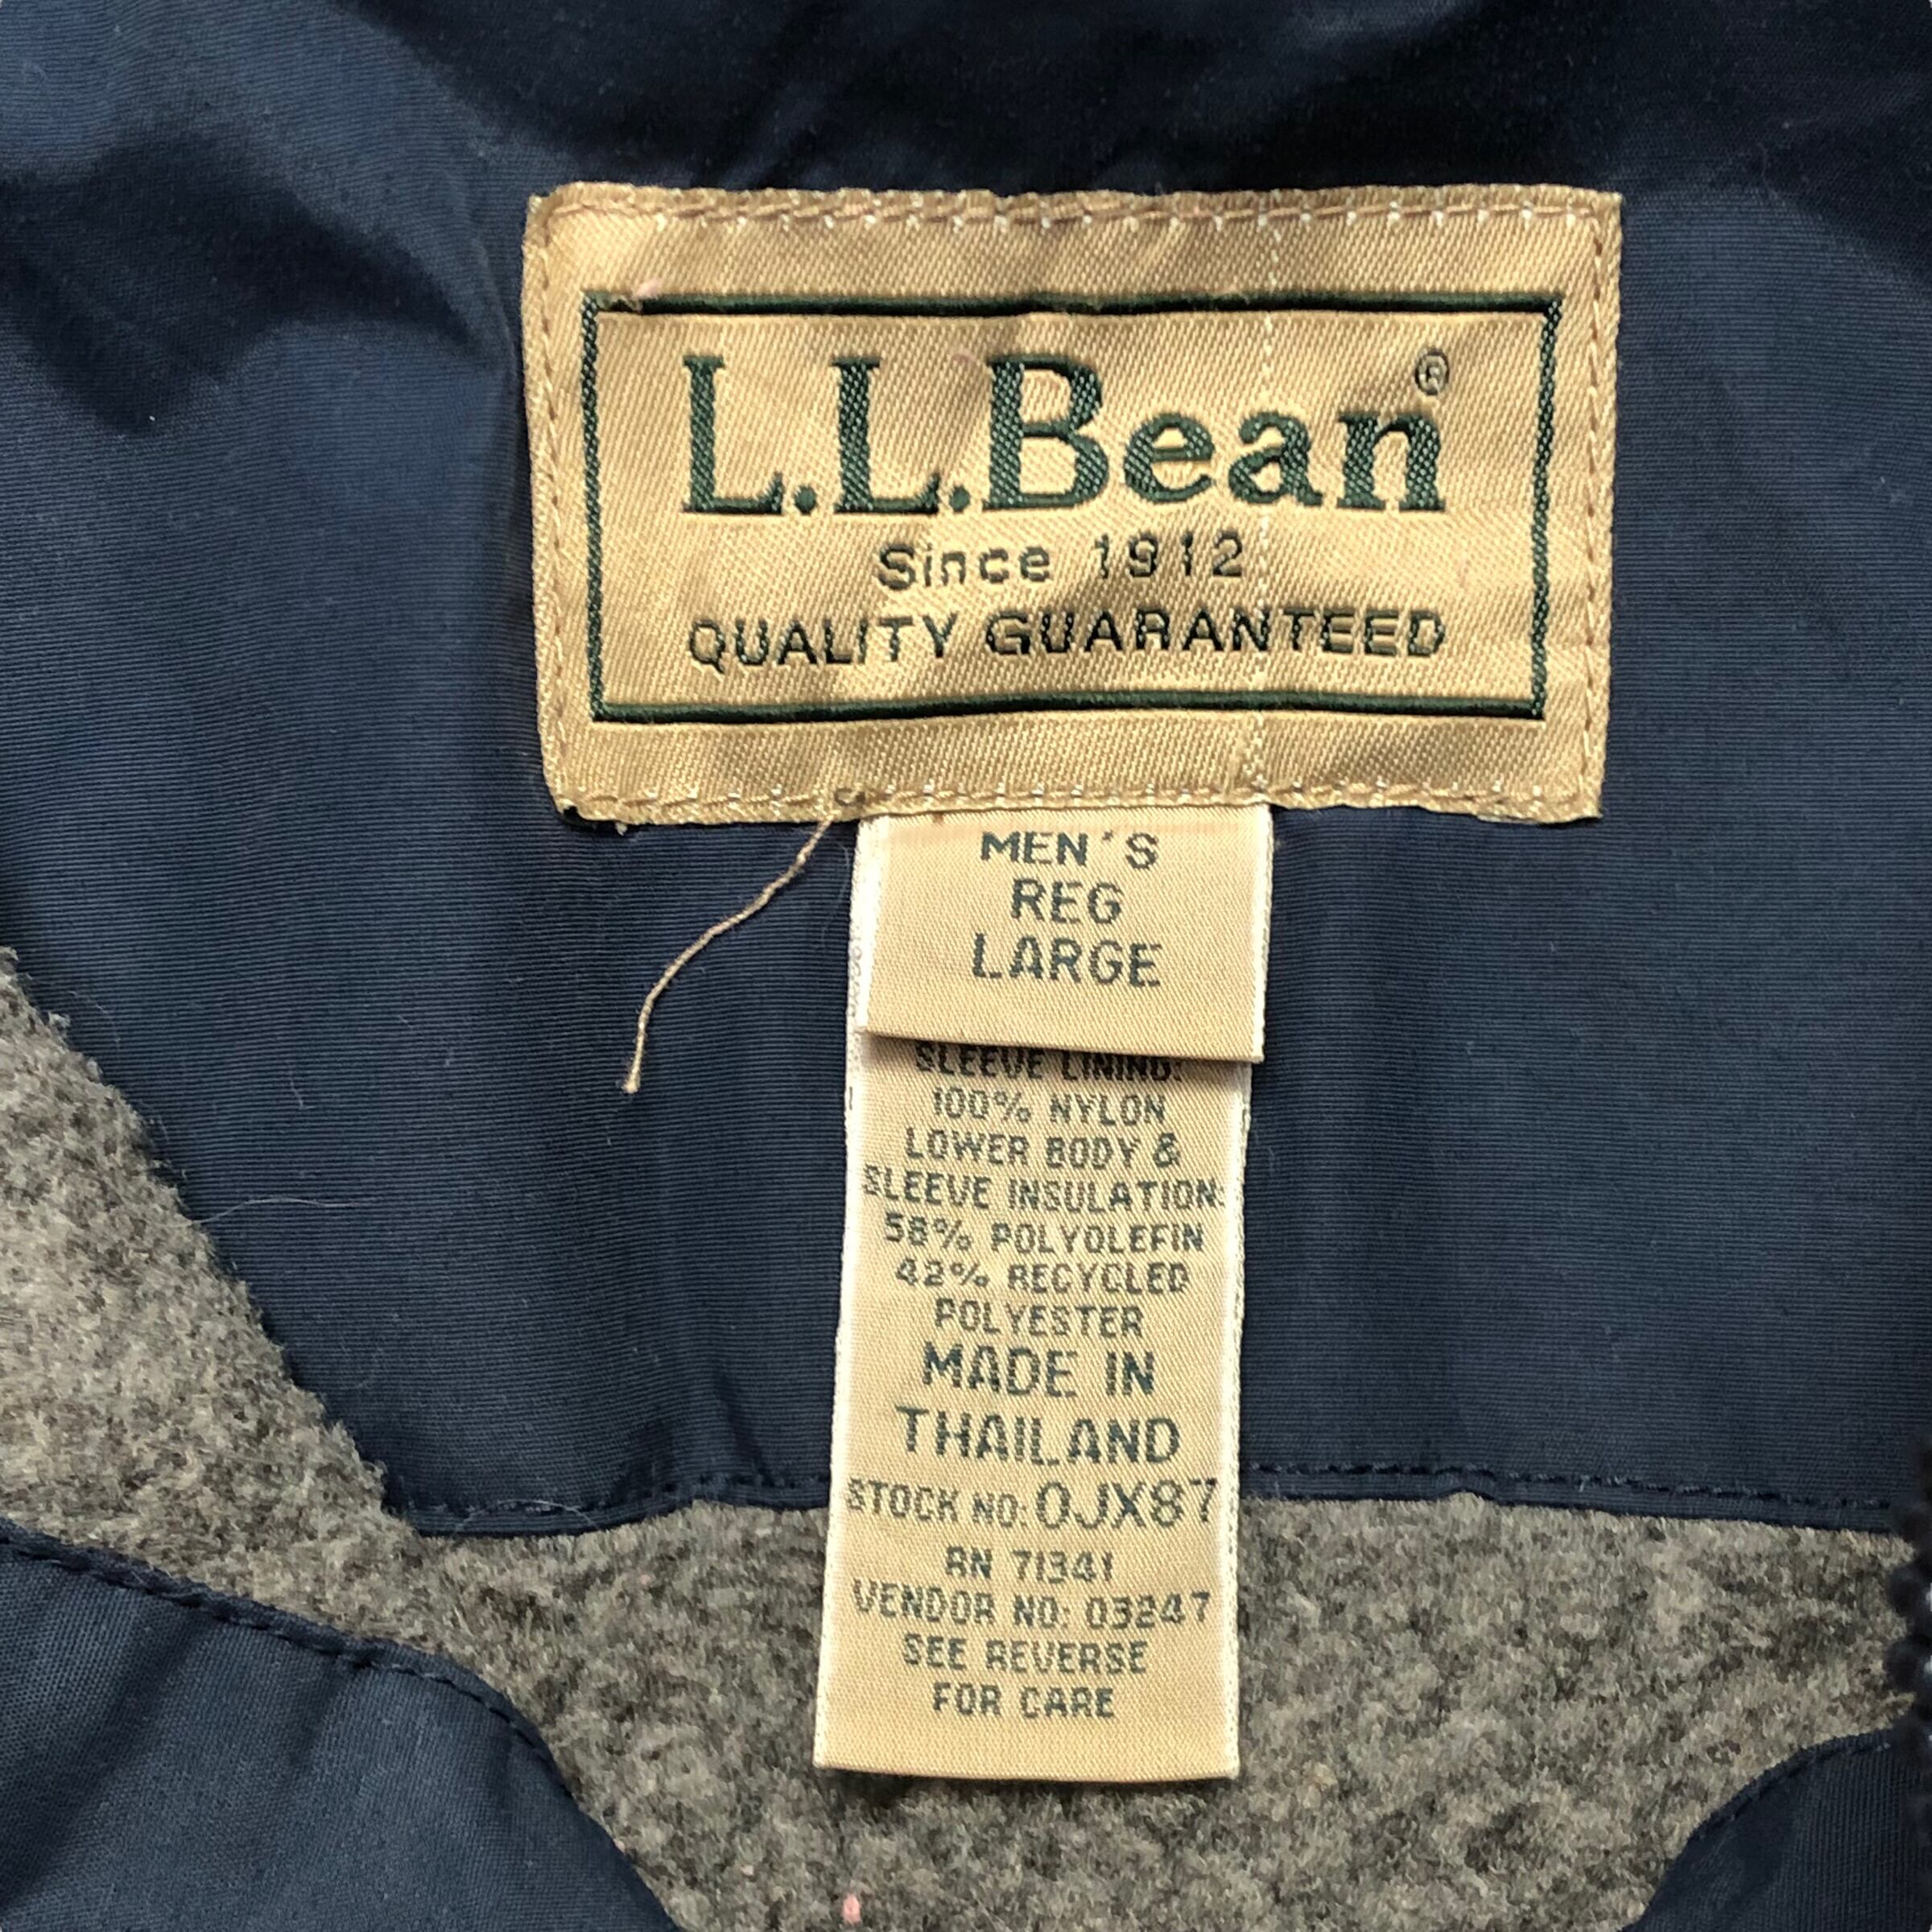 L.L.Bean®
Since 1912
QUALITY GUARANTEED
MEN'S
REG
LARGE
SLEEVE LINING:
100% NYLON
LOWER BODY &
SLEEVE INSULATION:
58% POLYOLEFIN
42% RECYCLED
POLYESTER
MADE IN
THAILAND
STOCK NO: 0JX87
RN 71341
VENDOR NO: 03247
SEE REVERSE
FOR CARE